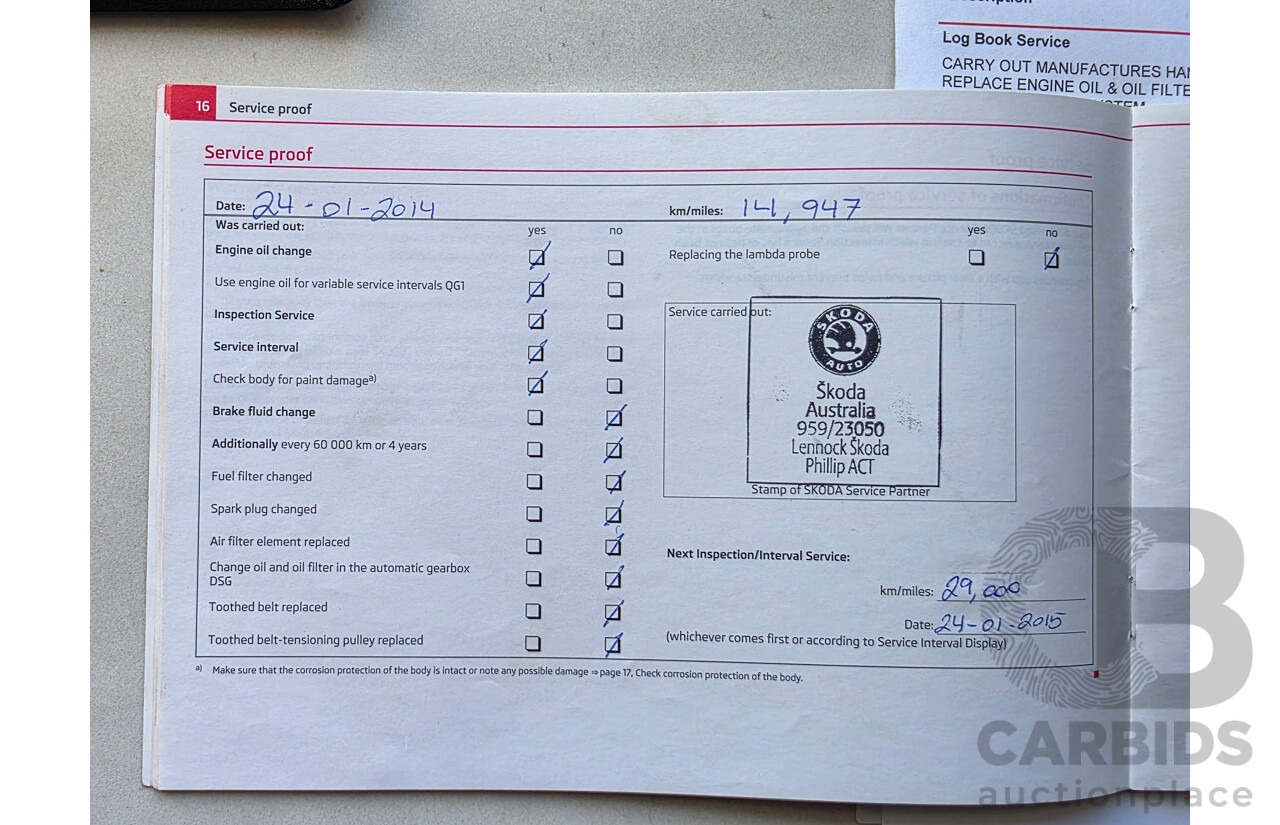 Log Book Service
CARRY OUT MANUFACTURES HAN
REPLACE ENGINE OIL & OIL FILTE
16 Service proof
Service proof
Date: 24-01-2014 km/miles: 14,947
Was carried out: yes no yes no
Engine oil change Replacing the lambda probe
Use engine oil for variable service intervals QG1
Inspection Service Service carried out:
Service interval
Check body for paint damage a)
Brake fluid change
Additionally every 60 000 km or 4 years
Fuel filter changed
Spark plug changed
Air filter element replaced
Change oil and oil filter in the automatic gearbox
DSG
Toothed belt replaced
Toothed belt-tensioning pulley replaced
ŠKODA
AUTO
Škoda
Australia
959/23050
Lennock Škoda
Phillip ACT
Stamp of ŠKODA Service Partner
Next Inspection/Interval Service:
km/miles: 29,000
Date: 24-01-2015
(whichever comes first or according to Service Interval Display)
a) Make sure that the corrosion protection of the body is intact or note any possible damage ⇒ page 17, Check corrosion protection of the body.
CARBIDS
auctionplace